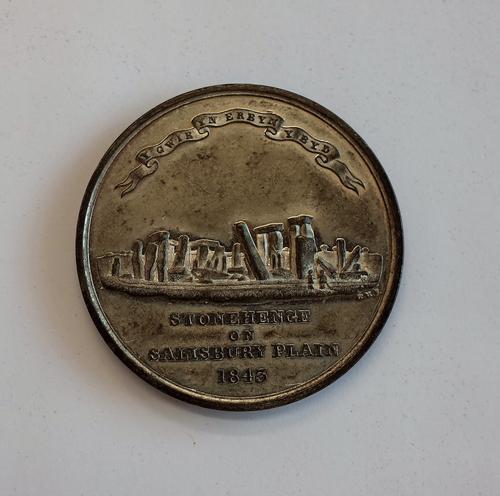 Y GWIR YN ERBYN Y BYD
STONEHENGE
ON
SALISBURY PLAIN
1843